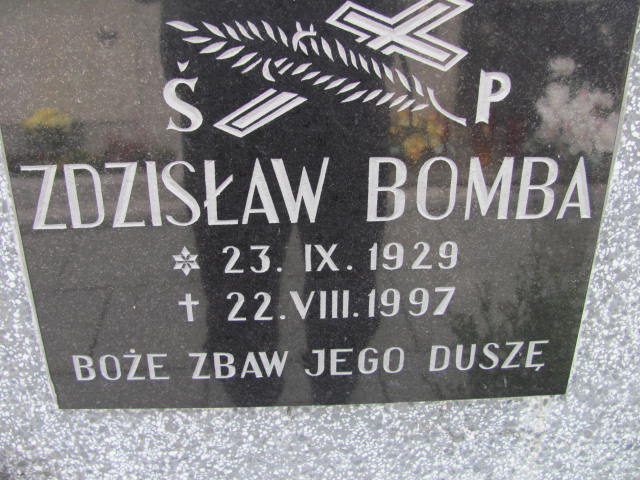 Ś P
ZDZISŁAW BOMBA
✲ 23. IX. 1929
✝ 22. VIII. 1997
BOŻE ZBAW JEGO DUSZĘ